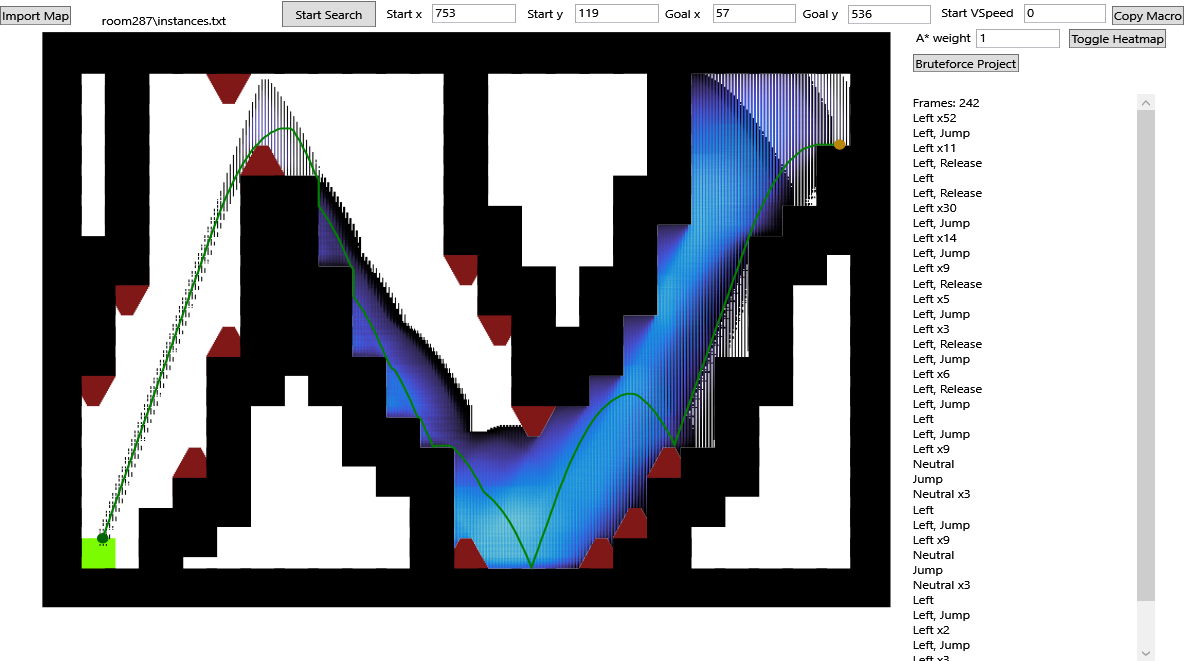 Import Map
room287\instances.txt
Start Search
Start x 753
Start y 119
Goal x 57
Goal y 536
Start VSpeed 0
Copy Macro
A* weight 1
Toggle Heatmap
Bruteforce Project
Frames: 242
Left x52
Left, Jump
Left x11
Left, Release
Left
Left, Release
Left x30
Left, Jump
Left x14
Left, Jump
Left x9
Left, Release
Left x5
Left, Jump
Left x3
Left, Release
Left, Jump
Left x6
Left, Release
Left, Jump
Left
Left, Jump
Left x9
Neutral
Jump
Neutral x3
Left
Left, Jump
Left x9
Neutral
Jump
Neutral x3
Left
Left, Jump
Left x2
Left, Jump
Left x3